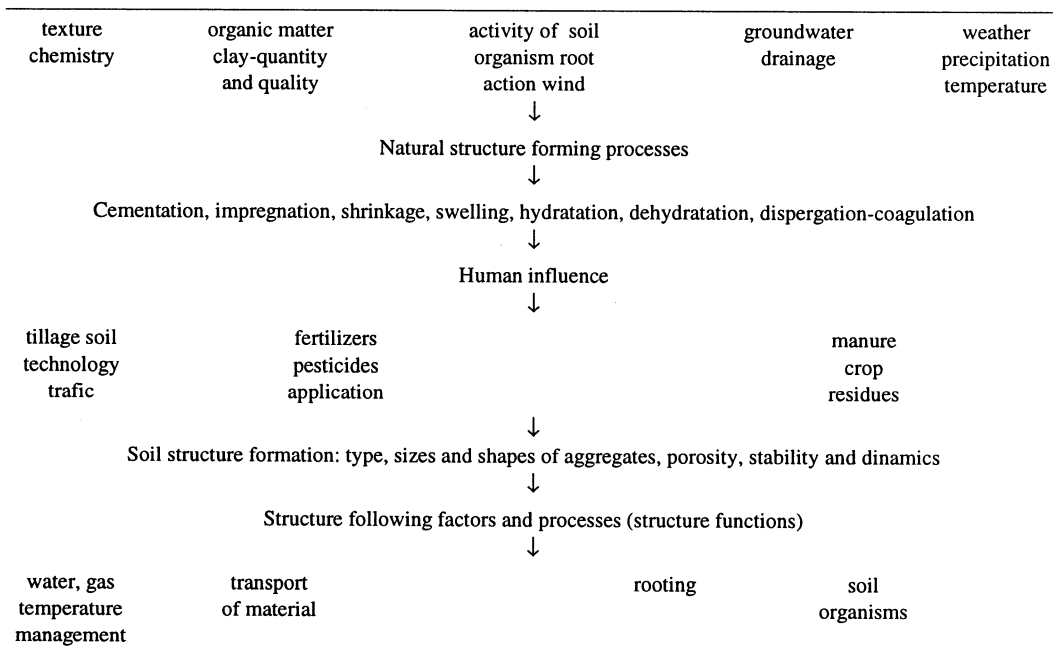 texture organic matter activity of soil groundwater weather
chemistry clay-quantity organism root drainage precipitation
and quality action wind temperature
↓
Natural structure forming processes
↓
Cementation, impregnation, shrinkage, swelling, hydratation, dehydratation, dispergation-coagulation
↓
Human influence
↓
tillage soil fertilizers manure
technology pesticides crop
trafic application residues
↓
Soil structure formation: type, sizes and shapes of aggregates, porosity, stability and dinamics
↓
Structure following factors and processes (structure functions)
↓
water, gas transport rooting soil
temperature of material organisms
management